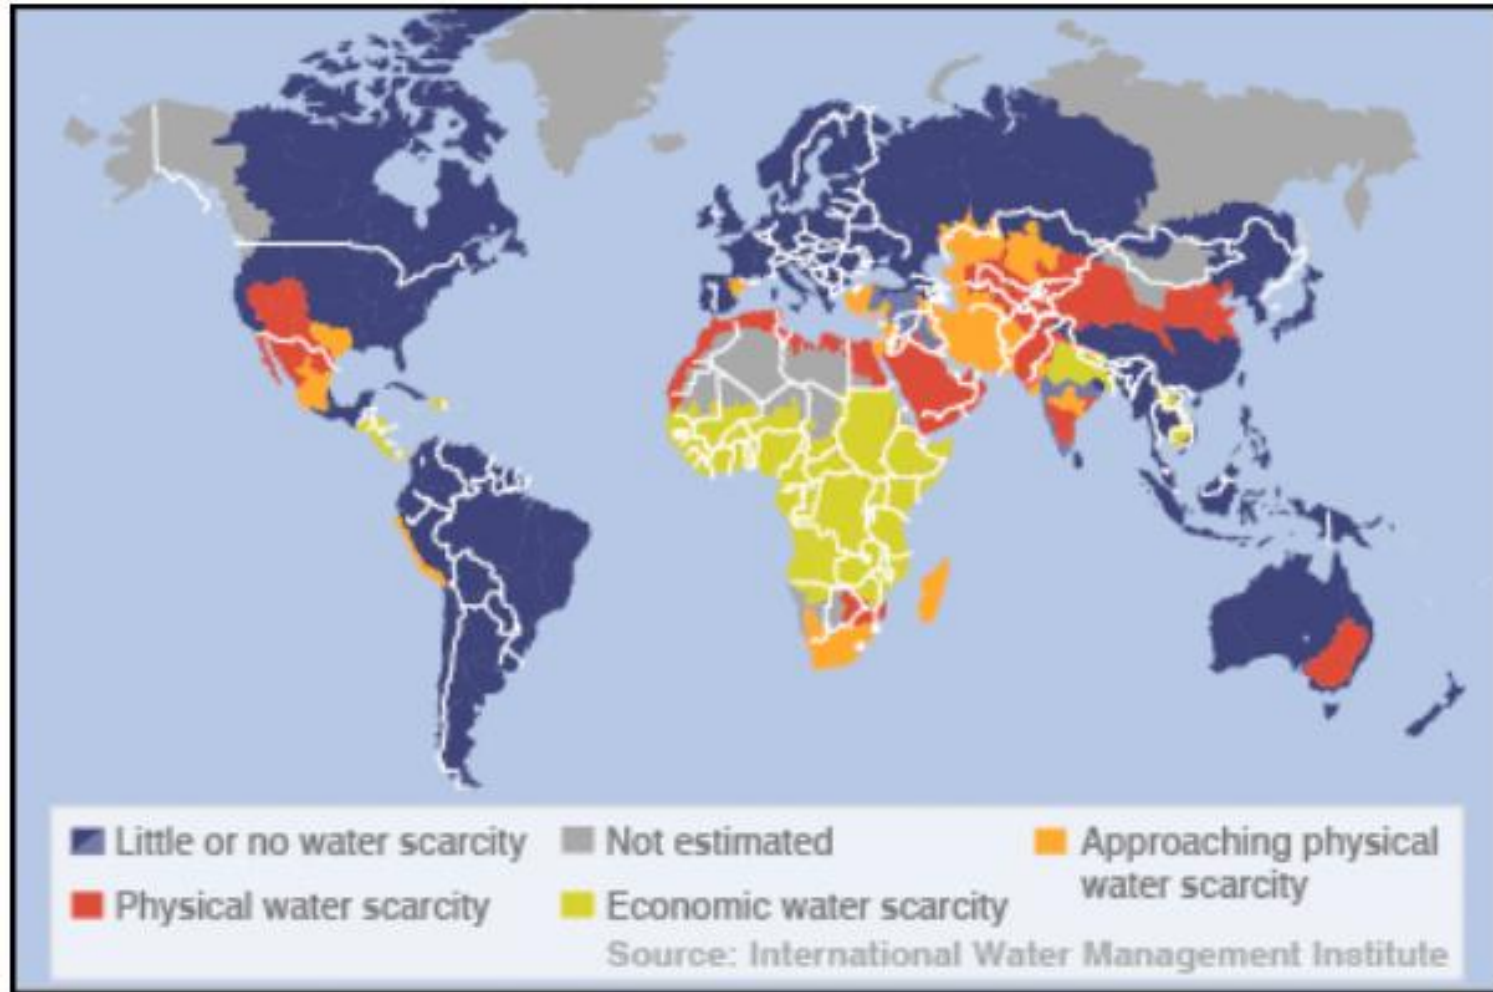 Little or no water scarcity
Physical water scarcity
Not estimated
Economic water scarcity
Approaching physical
water scarcity
Source: International Water Management Institute